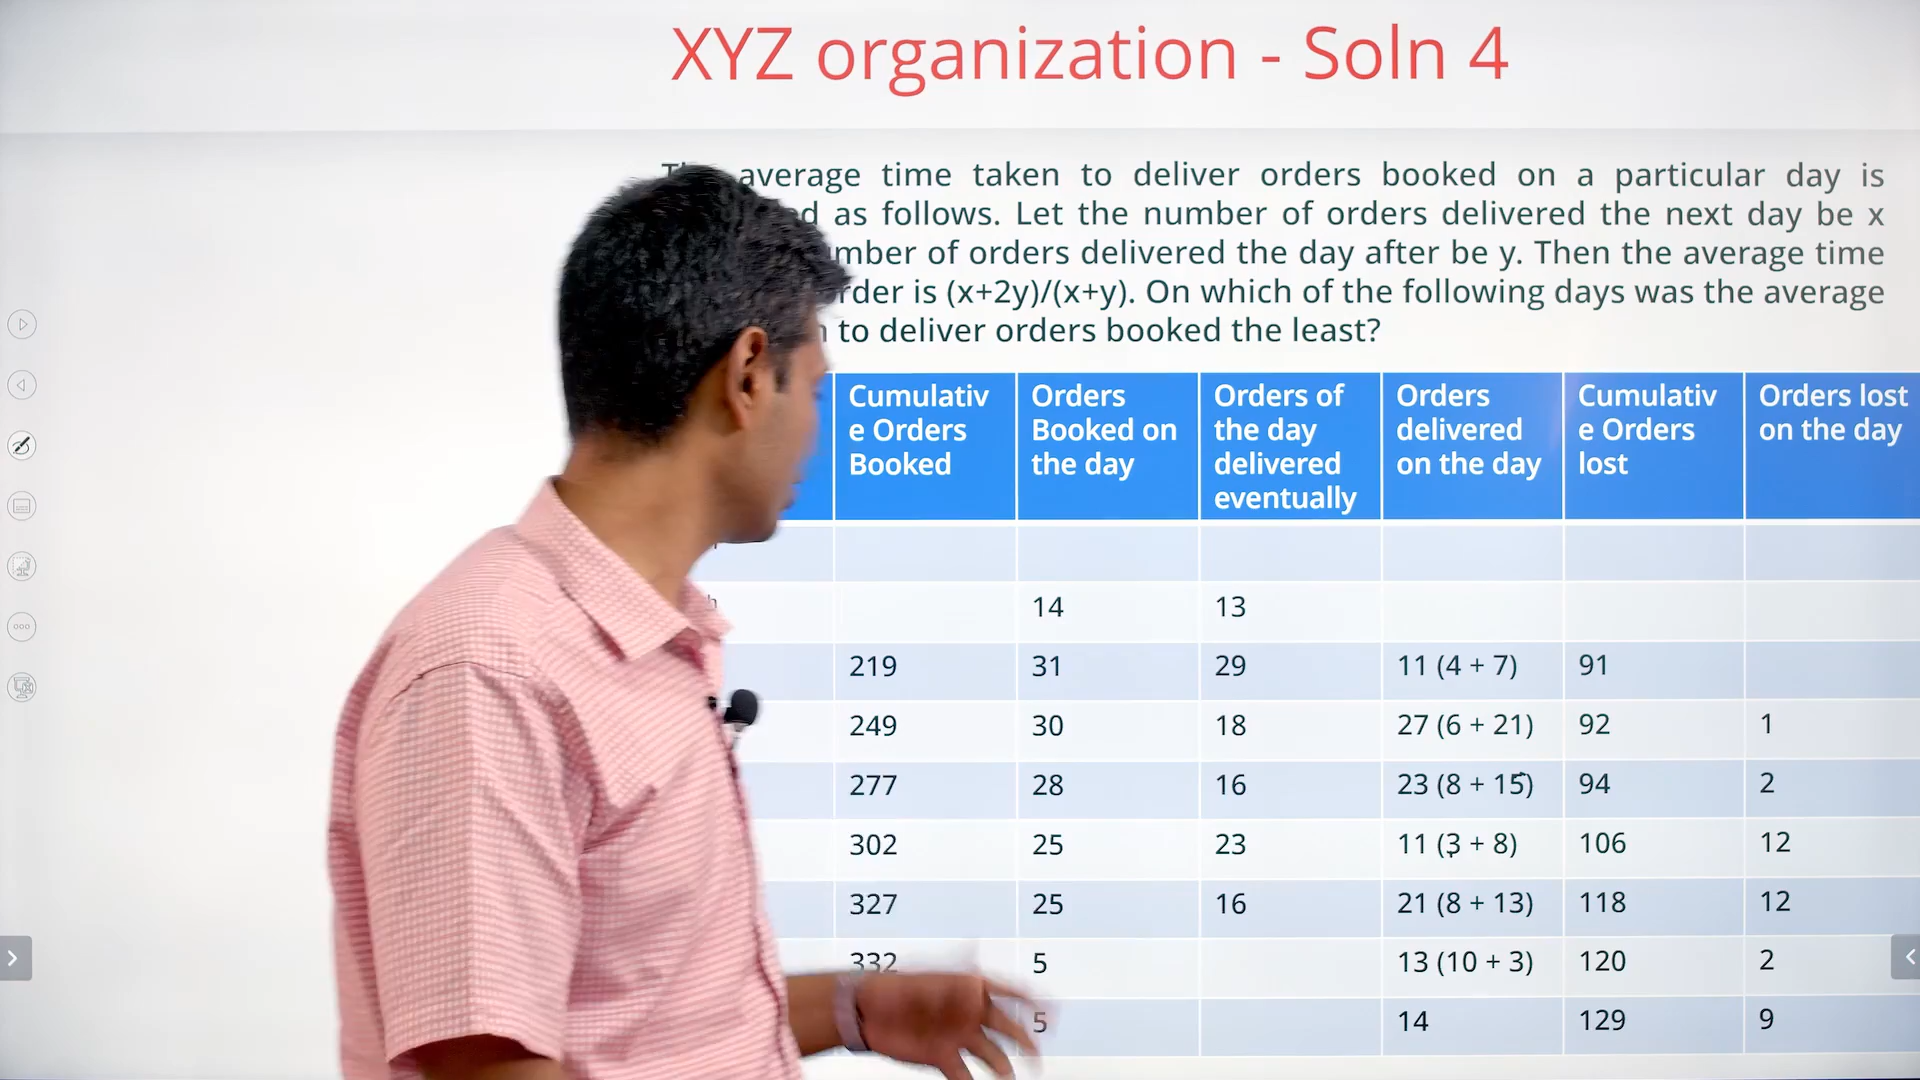 XYZ organization - Soln 4
average time taken to deliver orders booked on a particular day is
as follows. Let the number of orders delivered the next day be x
of orders delivered the day after be y. Then the average time
is (x+2y)/(x+y). On which of the following days was the average
to deliver orders booked the least?
Cumulativ e Orders Booked
Orders Booked on the day
Orders of the day delivered eventually
Orders delivered on the day
Cumulativ e Orders lost
Orders lost on the day
14 13
219 31 29 11 (4 + 7) 91
249 30 18 27 (6 + 21) 92 1
277 28 16 23 (8 + 15) 94 2
302 25 23 11 (3 + 8) 106 12
327 25 16 21 (8 + 13) 118 12
332 5 13 (10 + 3) 120 2
5 14 129 9